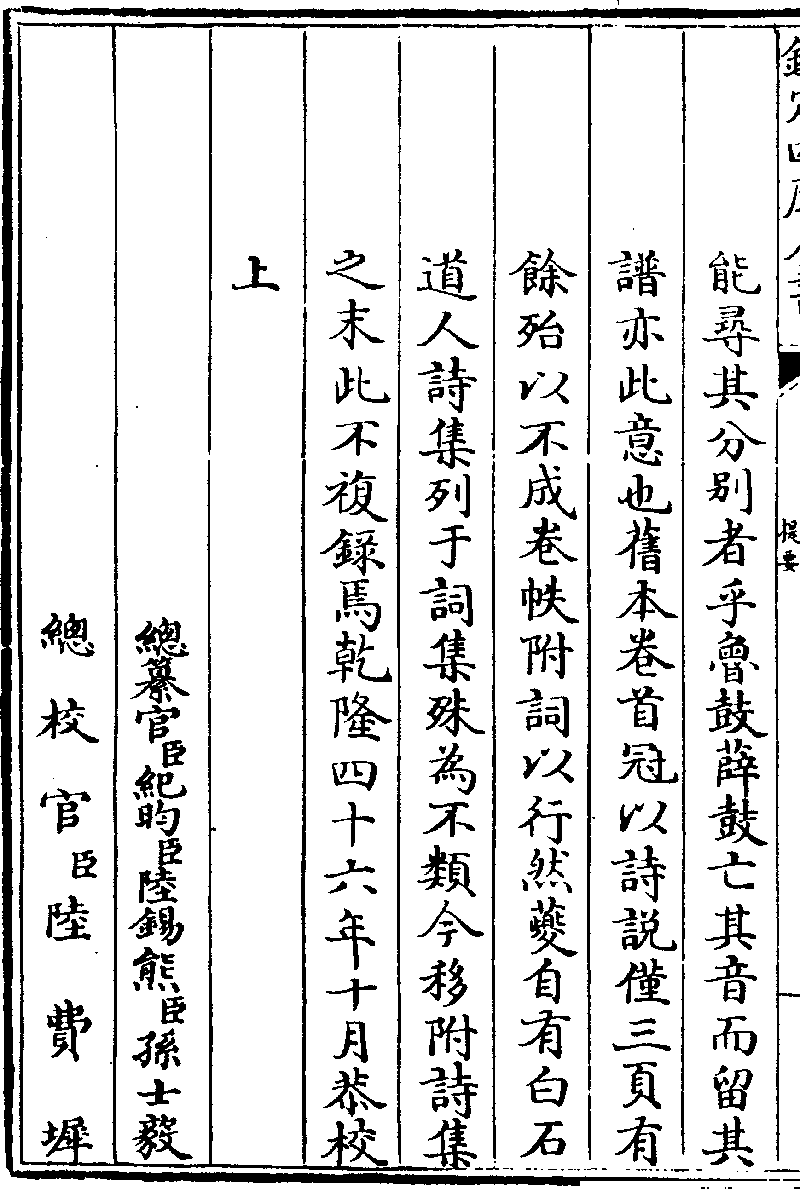 欽定四庫全書
提要
能尋其分别者乎魯鼓薛鼓亡其音而留其
譜亦此意也舊本卷首冠以詩説僅三頁有
餘殆以不成卷帙附詞以行然夔自有白石
道人詩集列于詞集殊為不類今移附詩集
之末此不復錄焉乾隆四十六年十月恭校
上
總纂官臣紀昀臣陸錫熊臣孫士毅
總校官臣陸費墀